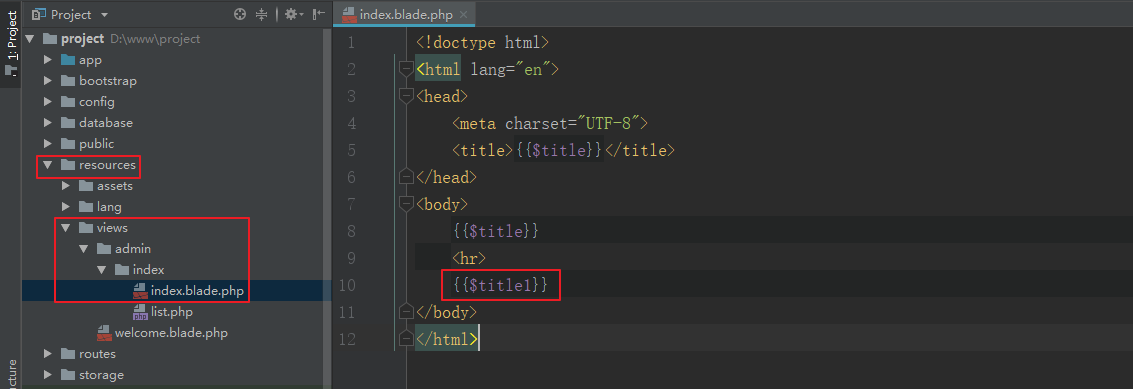 Project
1: Project
project D:\www\project
app
bootstrap
config
database
public
resources
assets
lang
views
admin
index
index.blade.php
list.php
welcome.blade.php
routes
storage
index.blade.php
1 <!doctype html>
2 <html lang="en">
3 <head>
4 <meta charset="UTF-8">
5 <title>{{$title}}</title>
6 </head>
7 <body>
8 {{$title}}
9 <hr>
10 {{$title1}}
11 </body>
12 </html>